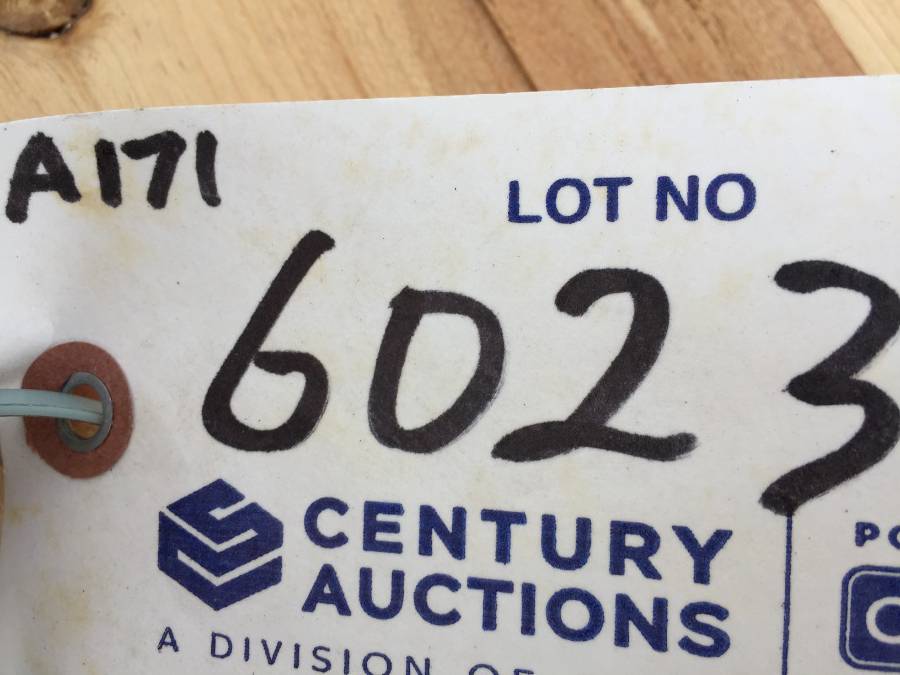 A171
LOT NO
6023
CENTURY
AUCTIONS
A DIVISION OF